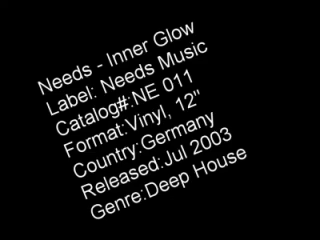 Needs - Inner Glow
Label: Needs Music
Catalog#:NE 011
Format:Vinyl, 12"
Country:Germany
Released:Jul 2003
Genre:Deep House